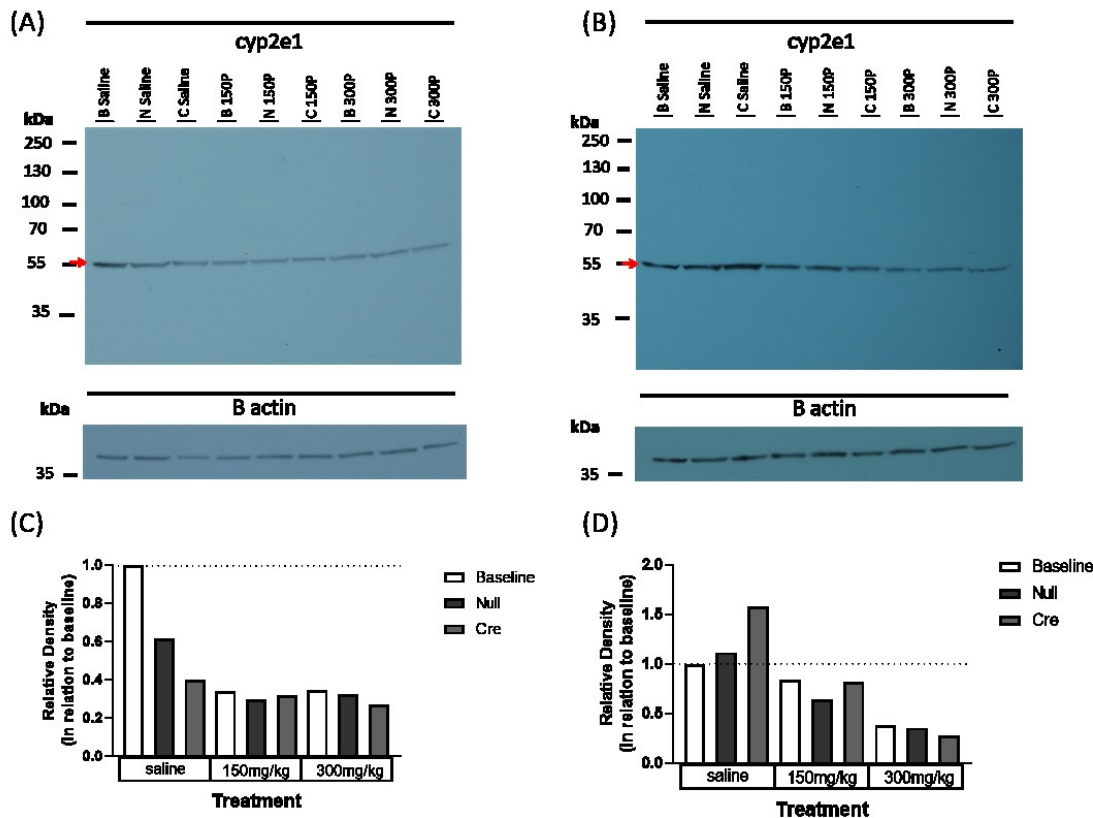 (A)
cyp2e1
B Saline
N Saline
C Saline
B 150P
N 150P
C 150P
B 300P
N 300P
C 300P
kDa
250
130
100
70
55
35
B actin
kDa
35
(B)
cyp2e1
B Saline
N Saline
C Saline
B 150P
N 150P
C 150P
B 300P
N 300P
C 300P
kDa
250
130
100
70
55
35
B actin
kDa
35
(C)
Relative Density
(In relation to baseline)
1.0
0.8
0.6
0.4
0.2
0.0
saline 150mg/kg 300mg/kg
Treatment
Baseline
Null
Cre
(D)
Relative Density
(In relation to baseline)
2.0
1.5
1.0
0.5
0.0
saline 150mg/kg 300mg/kg
Treatment
Baseline
Null
Cre